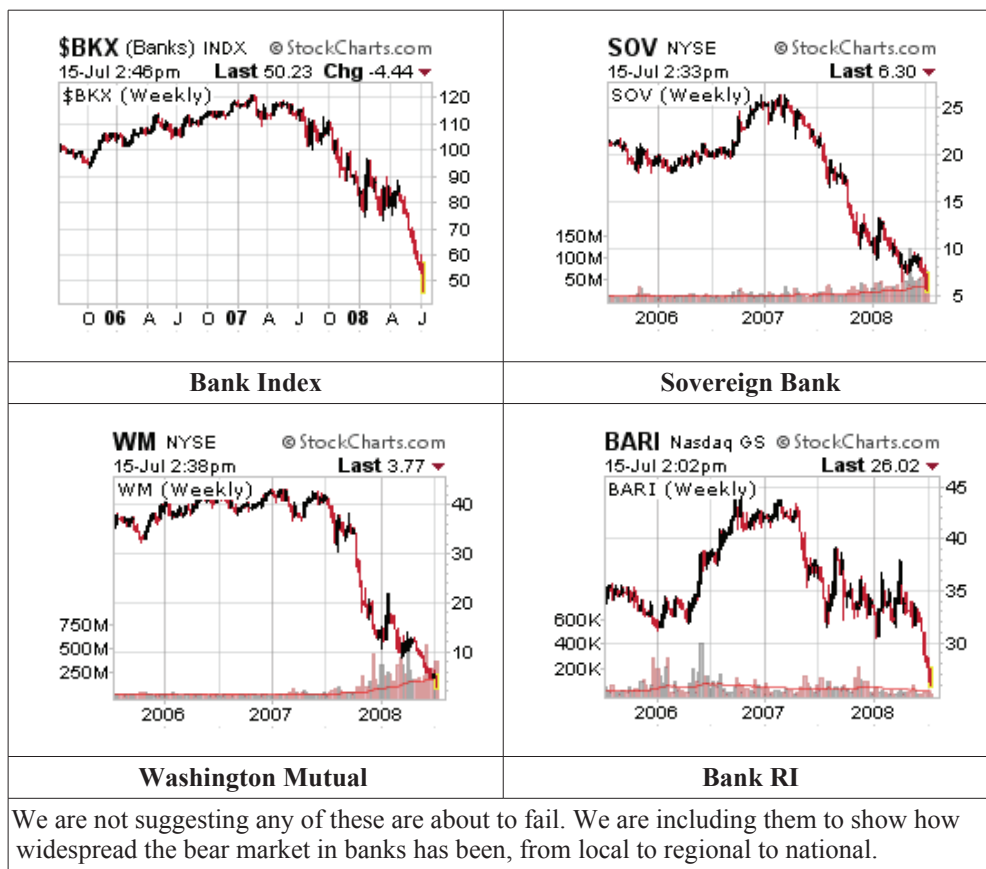 $BKX (Banks) INDX © StockCharts.com
15-Jul 2:46pm Last 50.23 Chg -4.44
$BKX (Weekly)
120
110
100
90
80
70
60
50
O 06 A J O 07 A J O 08 A J
Bank Index
SOV NYSE © StockCharts.com
15-Jul 2:33pm Last 6.30
SOV (Weekly)
25
20
15
10
5
150M
100M
50M
2006 2007 2008
Sovereign Bank
WM NYSE © StockCharts.com
15-Jul 2:38pm Last 3.77
WM (Weekly)
40
30
20
10
750M
500M
250M
2006 2007 2008
Washington Mutual
BARI Nasdaq GS © StockCharts.com
15-Jul 2:02pm Last 26.02
BARI (Weekly)
45
40
35
30
600K
400K
200K
2006 2007 2008
Bank RI
We are not suggesting any of these are about to fail. We are including them to show how
widespread the bear market in banks has been, from local to regional to national.